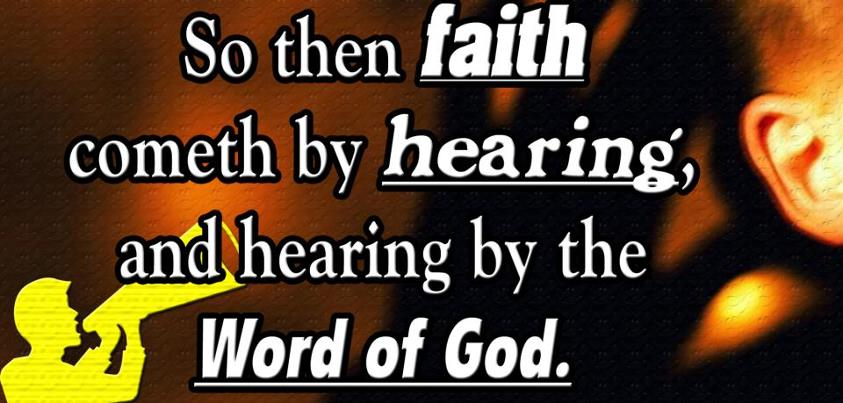 So then faith
cometh by hearing,
and hearing by the
Word of God.